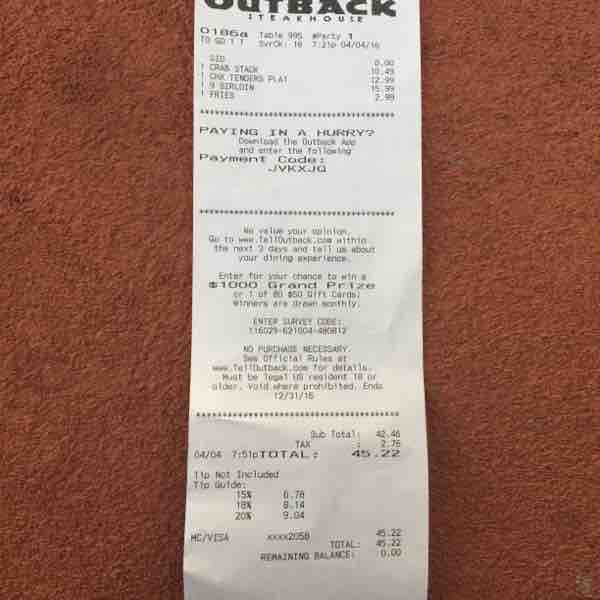 OUTBACK
STEAKHOUSE
0186a Table 995 #Party 1
TO GO 1 1 SvrCk: 16 7:21p 04/04/16
SID 0.00
1 CRAB STACK 10.49
1 CHK TENDERS PLAT 12.99
1 9 SIRLOIN 15.99
1 FRIES 2.99
****************************************
PAYING IN A HURRY?
Download the Outback App
and enter the following
Payment Code:
JVKXJQ
****************************************
We value your opinion.
Go to www.TellOutback.com within
the next 3 days and tell us about
your dining experience.
Enter for your chance to win a
$1000 Grand Prize
or 1 of 80 $50 Gift Cards.
Winners are drawn monthly.
ENTER SURVEY CODE:
116029-621004-480812
NO PURCHASE NECESSARY.
See Official Rules at
www.TellOutback.com for details.
Must be legal US resident 18 or
older. Void where prohibited. Ends
12/31/16
****************************************
Sub Total: 42.46
TAX : 2.76
04/04 7:51p TOTAL: 45.22
Tip Not Included
Tip Guide:
15% 6.78
18% 8.14
20% 9.04
MC/VISA xxxx2058 45.22
TOTAL: 45.22
REMAINING BALANCE: 0.00